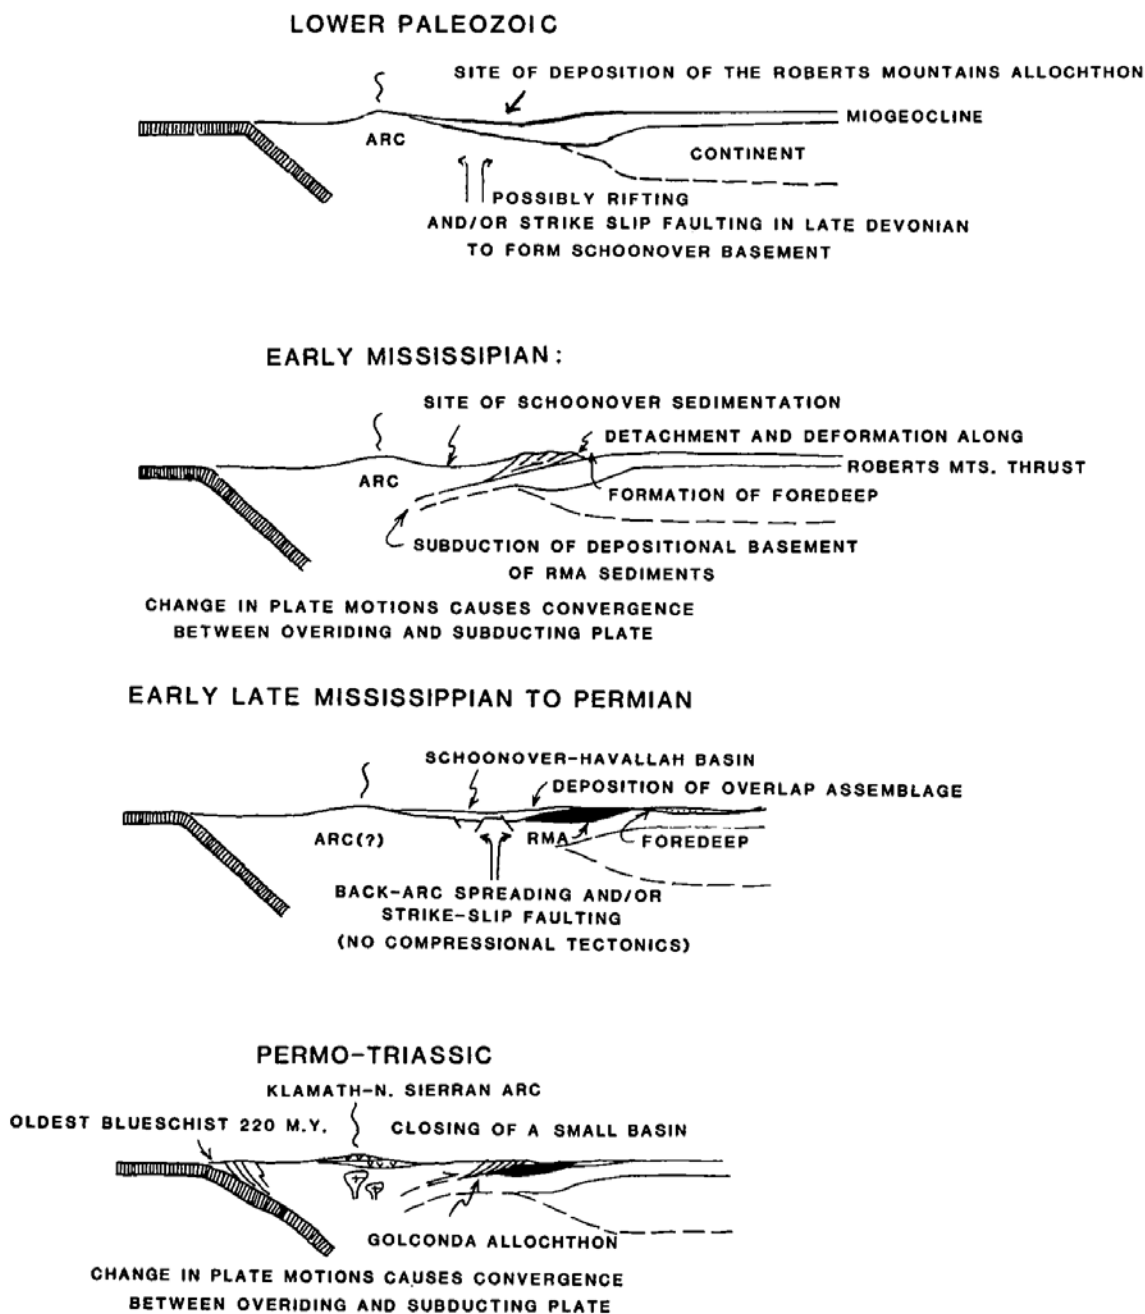 LOWER PALEOZOIC
SITE OF DEPOSITION OF THE ROBERTS MOUNTAINS ALLOCHTHON
MIOGEOCLINE
ARC
CONTINENT
POSSIBLY RIFTING
AND/OR STRIKE SLIP FAULTING IN LATE DEVONIAN
TO FORM SCHOONOVER BASEMENT
EARLY MISSISSIPIAN:
SITE OF SCHOONOVER SEDIMENTATION
DETACHMENT AND DEFORMATION ALONG
ROBERTS MTS. THRUST
ARC
FORMATION OF FOREDEEP
SUBDUCTION OF DEPOSITIONAL BASEMENT
OF RMA SEDIMENTS
CHANGE IN PLATE MOTIONS CAUSES CONVERGENCE
BETWEEN OVERIDING AND SUBDUCTING PLATE
EARLY LATE MISSISSIPPIAN TO PERMIAN
SCHOONOVER-HAVALLAH BASIN
DEPOSITION OF OVERLAP ASSEMBLAGE
ARC(?)
RMA
FOREDEEP
BACK-ARC SPREADING AND/OR
STRIKE-SLIP FAULTING
(NO COMPRESSIONAL TECTONICS)
PERMO-TRIASSIC
KLAMATH-N. SIERRAN ARC
OLDEST BLUESCHIST 220 M.Y.
CLOSING OF A SMALL BASIN
GOLCONDA ALLOCHTHON
CHANGE IN PLATE MOTIONS CAUSES CONVERGENCE
BETWEEN OVERIDING AND SUBDUCTING PLATE